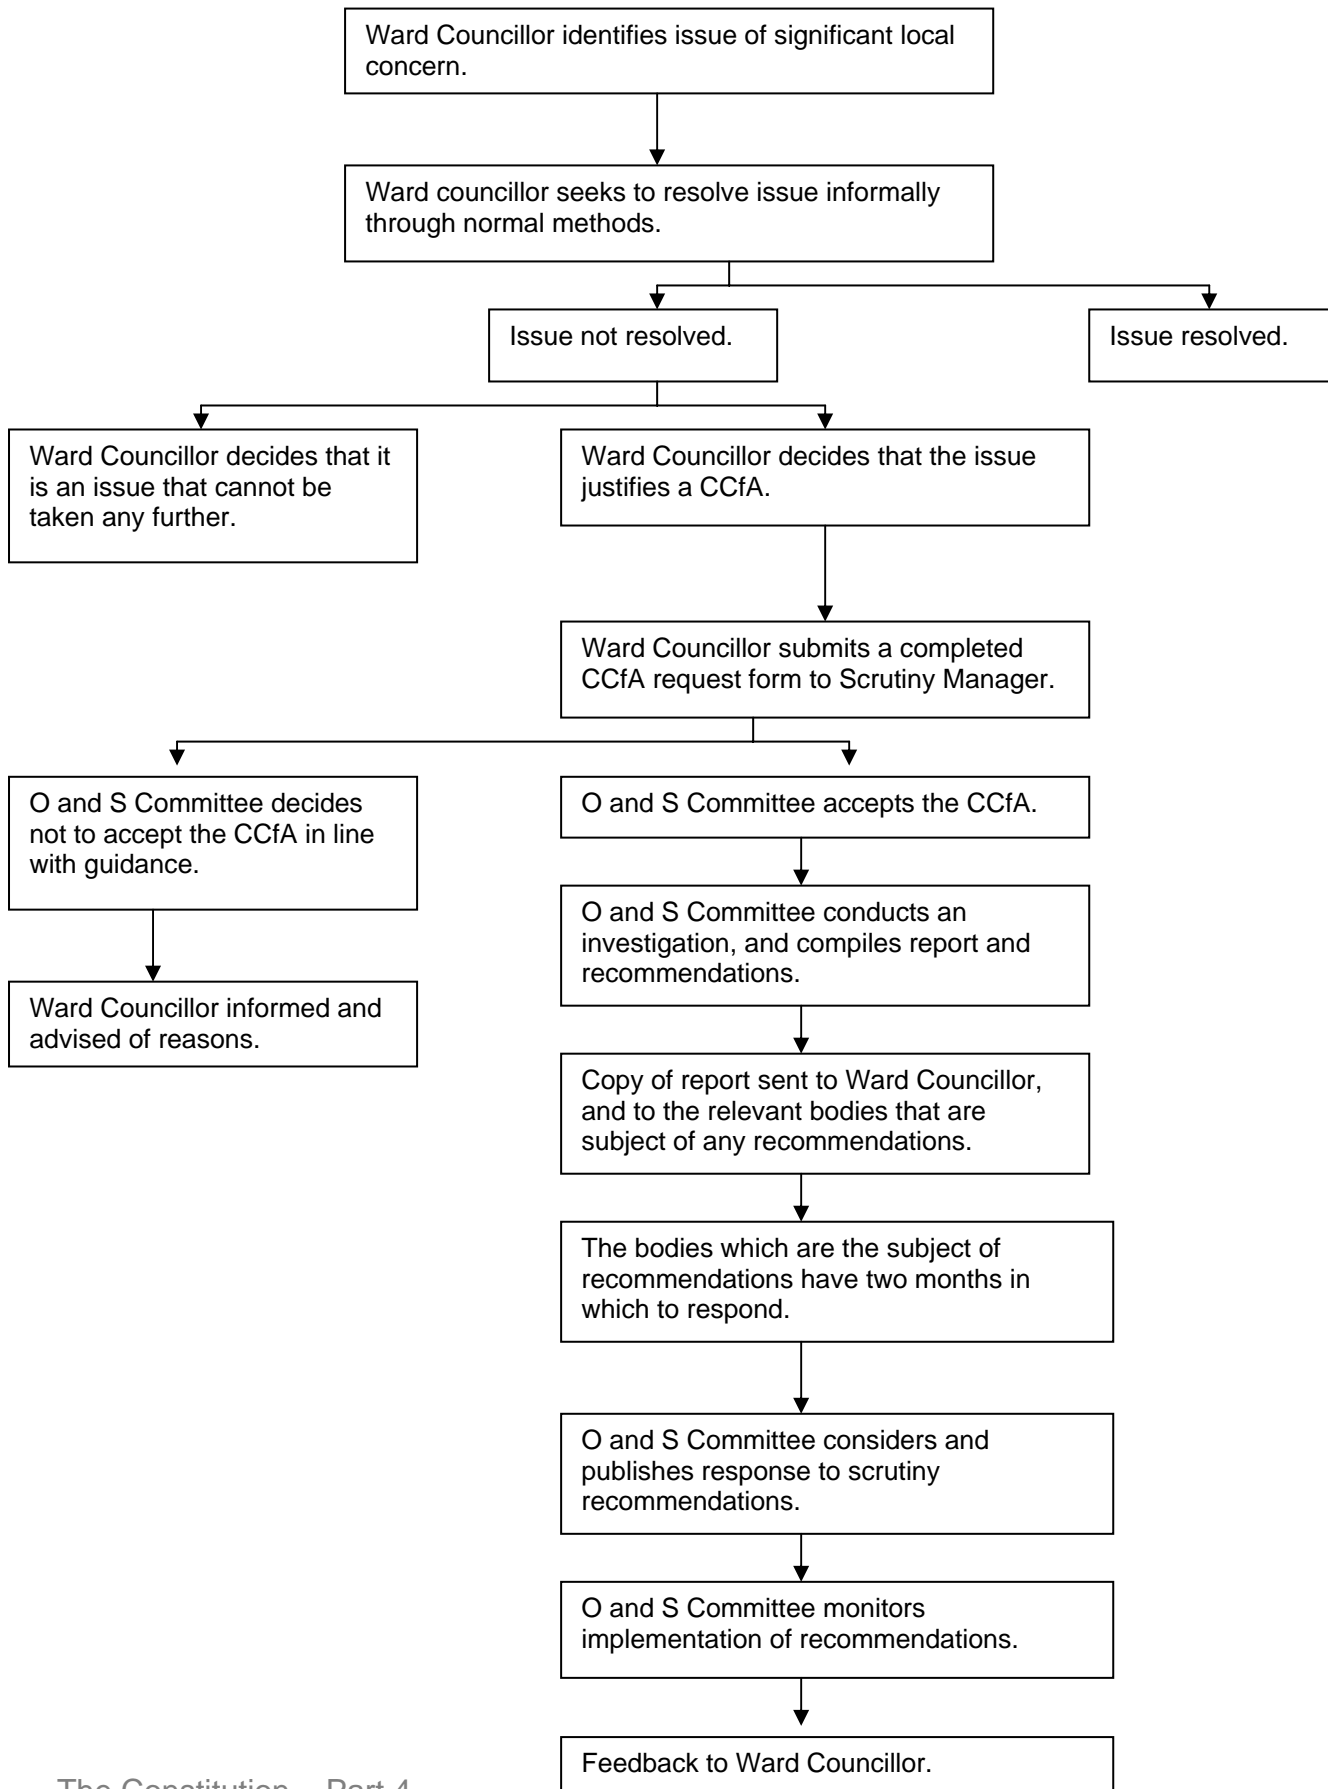 Ward Councillor identifies issue of significant local
concern.
Ward councillor seeks to resolve issue informally
through normal methods.
Issue not resolved.
Issue resolved.
Ward Councillor decides that it
is an issue that cannot be
taken any further.
Ward Councillor decides that the issue
justifies a CCfA.
Ward Councillor submits a completed
CCfA request form to Scrutiny Manager.
O and S Committee decides
not to accept the CCfA in line
with guidance.
O and S Committee accepts the CCfA.
O and S Committee conducts an
investigation, and compiles report and
recommendations.
Ward Councillor informed and
advised of reasons.
Copy of report sent to Ward Councillor,
and to the relevant bodies that are
subject of any recommendations.
The bodies which are the subject of
recommendations have two months in
which to respond.
O and S Committee considers and
publishes response to scrutiny
recommendations.
O and S Committee monitors
implementation of recommendations.
Feedback to Ward Councillor.
The Constitution – Part 4